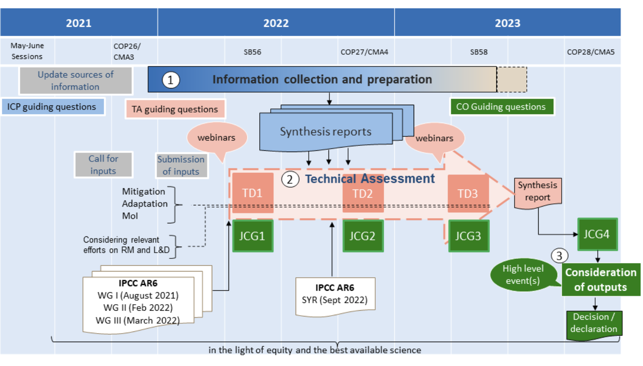 2021
2022
2023
May-June
Sessions
COP26/
CMA3
SB56
COP27/CMA4
SB58
COP28/CMA5
Update sources of
information
1
Information collection and preparation
ICP guiding questions
TA guiding questions
CO Guiding questions
webinars
Synthesis reports
webinars
Call for
inputs
Submission
of inputs
2
Technical Assessment
Mitigation
Adaptation
MoI
TD1
TD2
TD3
Synthesis
report
Considering relevant
efforts on RM and L&D
JCG1
JCG2
JCG3
JCG4
3
IPCC AR6
WG I (August 2021)
WG II (Feb 2022)
WG III (March 2022)
IPCC AR6
SYR (Sept 2022)
High level
event(s)
Consideration
of outputs
Decision /
declaration
in the light of equity and the best available science